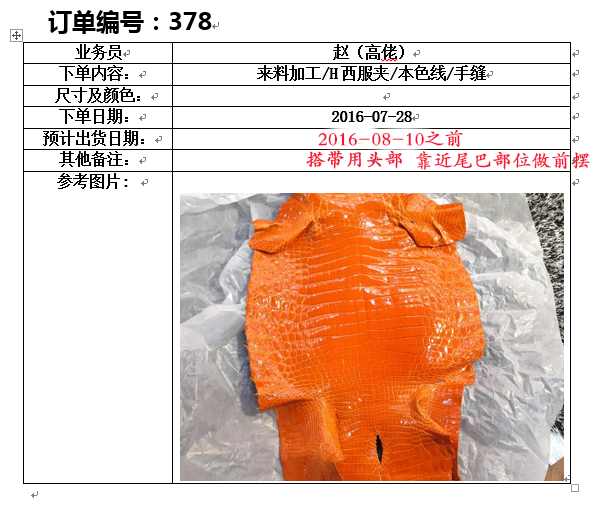 订单编号：378
业务员 赵（高佬）
下单内容： 来料加工/H西服夹/本色线/手缝
尺寸及颜色：
下单日期： 2016-07-28
预计出货日期： 2016-08-10之前
其他备注： 搭带用头部 靠近尾巴部位做前摆
参考图片：